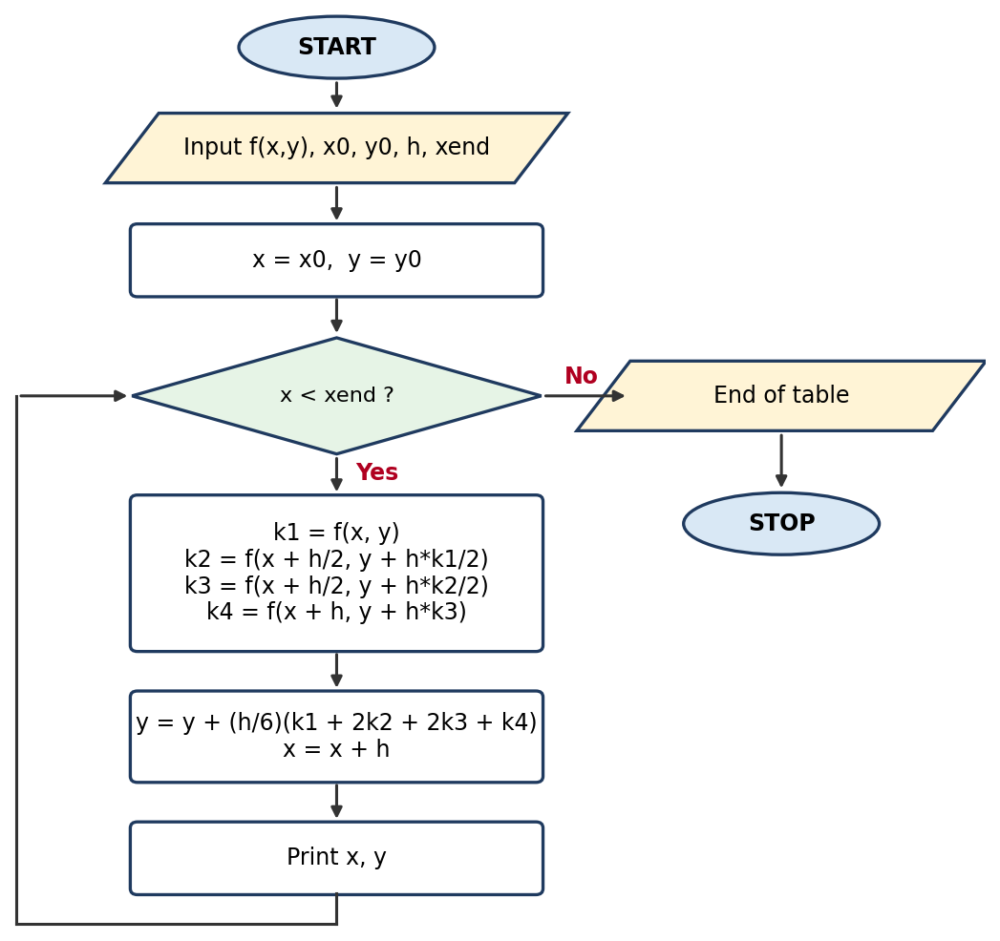 START
Input f(x,y), x0, y0, h, xend
x = x0,  y = y0
x < xend ?
No
End of table
Yes
STOP
k1 = f(x, y)
k2 = f(x + h/2, y + h*k1/2)
k3 = f(x + h/2, y + h*k2/2)
k4 = f(x + h, y + h*k3)
y = y + (h/6)(k1 + 2k2 + 2k3 + k4)
x = x + h
Print x, y